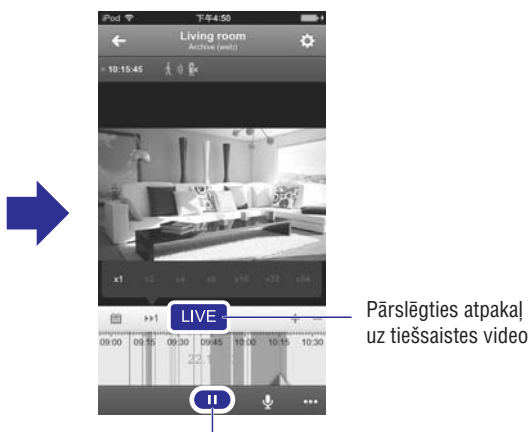 iPod 下午4:50
Living room
Archive (web)
10:15:45
x1 x2 x4 x8 x16 x32 x64
1 LIVE
Pārslēgties atpakaļ
uz tiešsaistes video
09:00 09:15 09:30 09:45 10:00 10:15 10:30